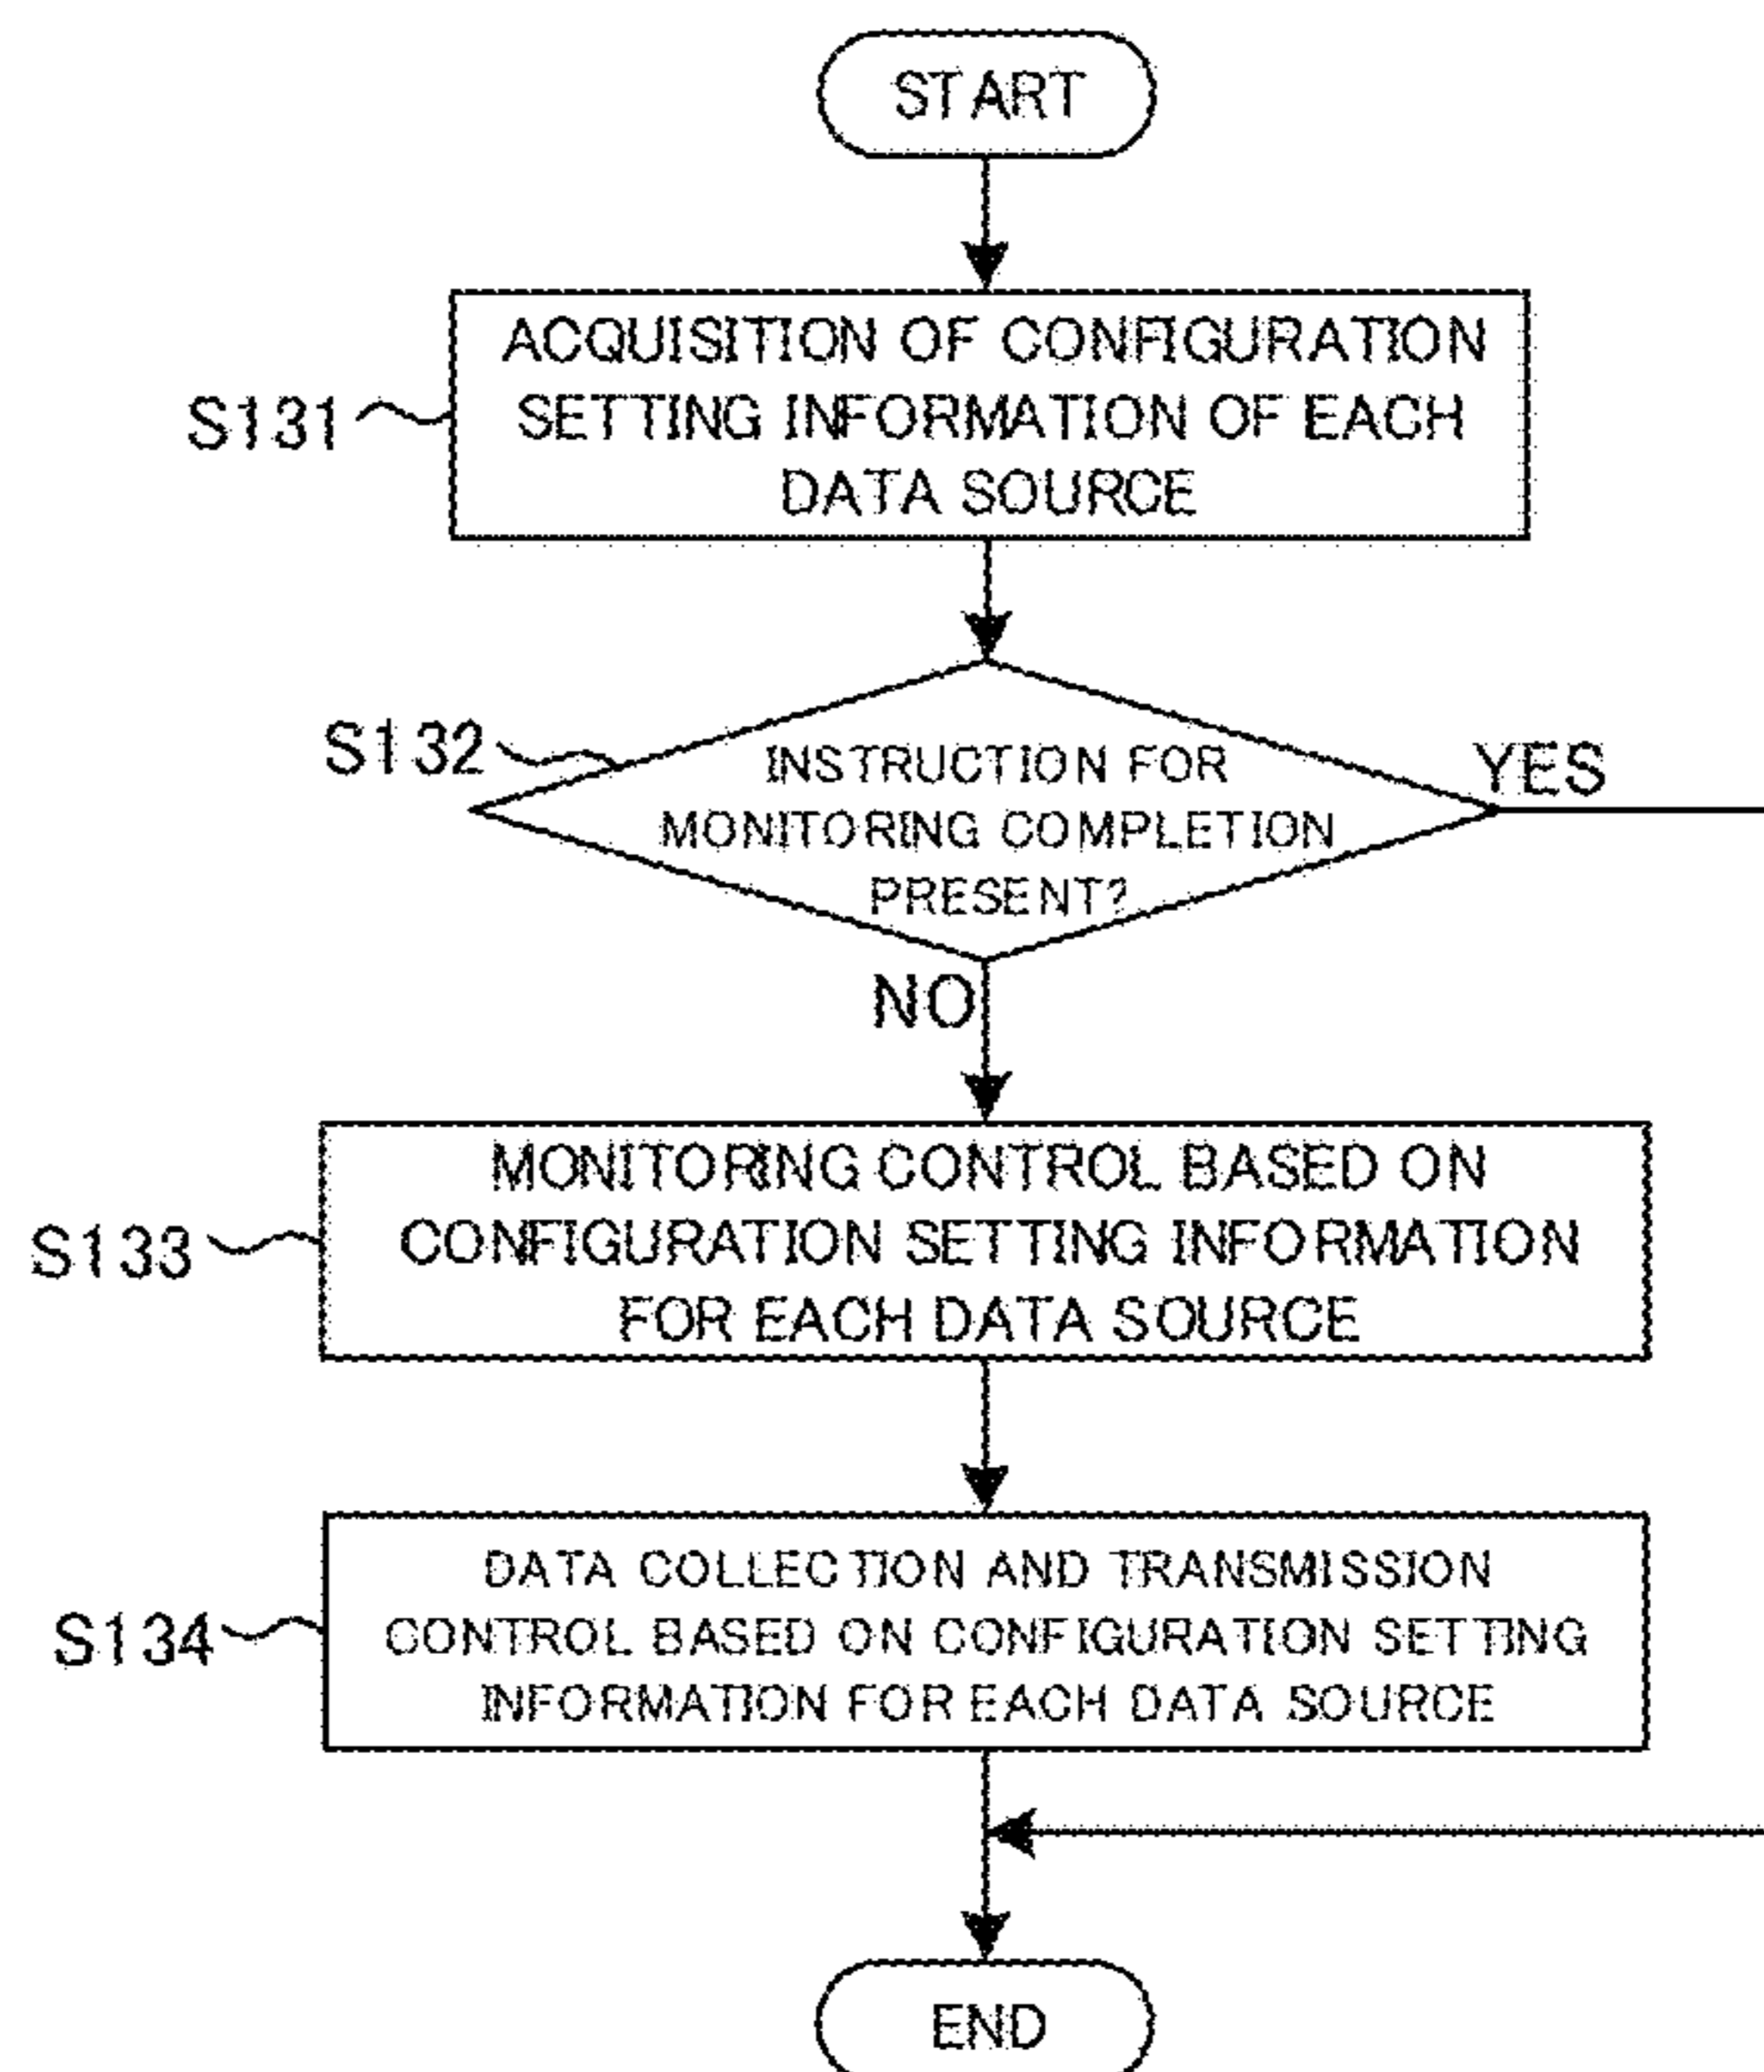 START
S131
ACQUISITION OF CONFIGURATION
SETTING INFORMATION OF EACH
DATA SOURCE
S132
INSTRUCTION FOR
MONITORING COMPLETION
PRESENT?
YES
NO
S133
MONITORING CONTROL BASED ON
CONFIGURATION SETTING INFORMATION
FOR EACH DATA SOURCE
S134
DATA COLLECTION AND TRANSMISSION
CONTROL BASED ON CONFIGURATION SETTING
INFORMATION FOR EACH DATA SOURCE
END